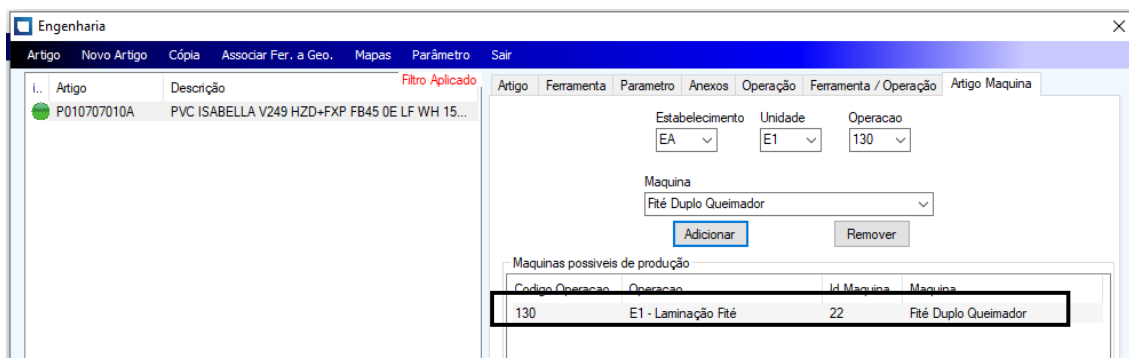 Engenharia
Artigo Novo Artigo Cópia Associar Fer. a Geo. Mapas Parâmetro Sair
Filtro Aplicado
i.. Artigo Descrição
P010707010A PVC ISABELLA V249 HZD+FXP FB45 0E LF WH 15...
Artigo Ferramenta Parametro Anexos Operação Ferramenta / Operação Artigo Maquina
Estabelecimento Unidade Operacao
EA E1 130
Maquina
Fité Duplo Queimador
Adicionar Remover
Maquinas possiveis de produção
Codigo Operacao Operacao Id Maquina Maquina
130 E1 - Laminação Fité 22 Fité Duplo Queimador